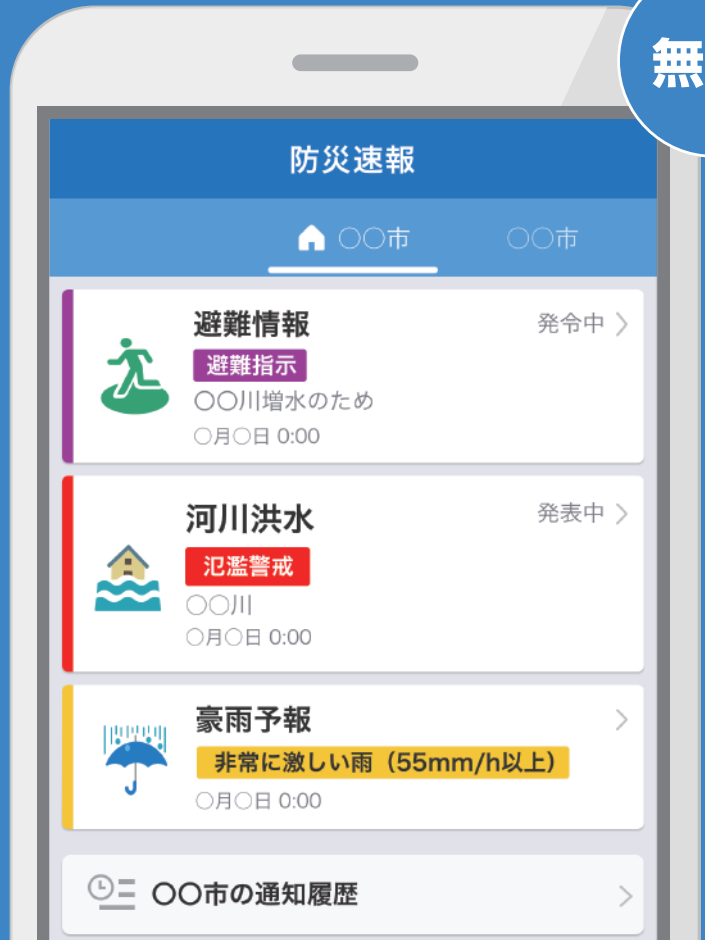 無
防災速報
〇〇市
〇〇市
避難情報
発令中
避難指示
〇〇川増水のため
〇月〇日 0:00
河川洪水
発表中
氾濫警戒
〇〇川
〇月〇日 0:00
豪雨予報
非常に激しい雨（55mm/h以上）
〇月〇日 0:00
〇〇市の通知履歴